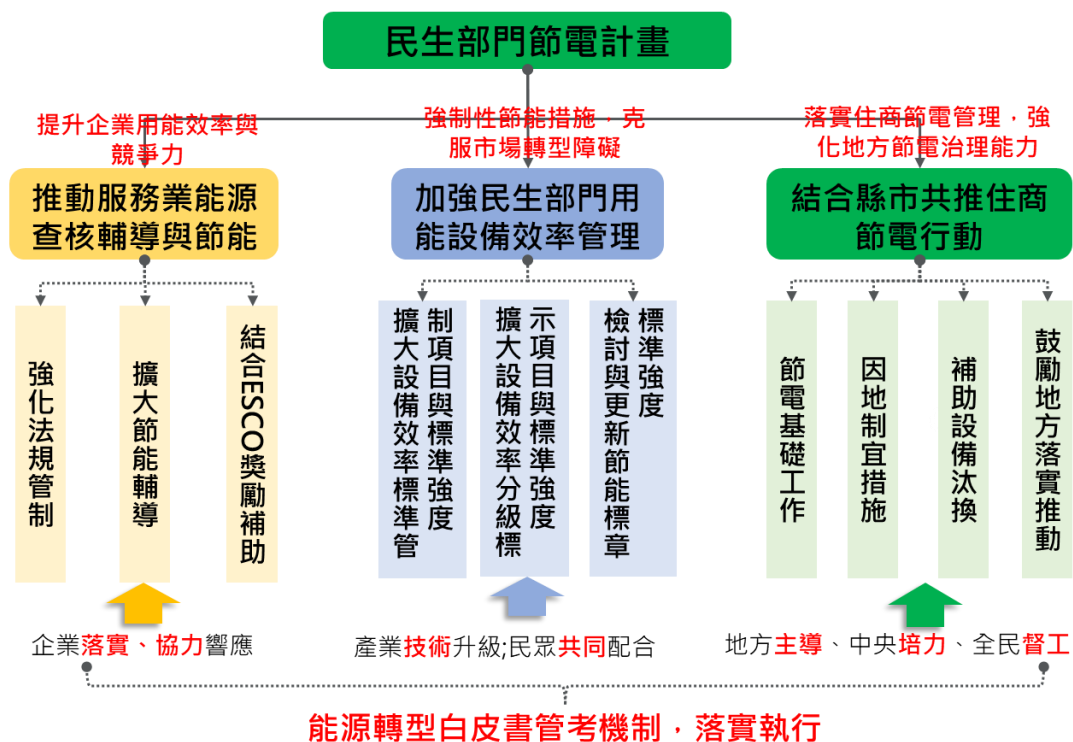 民生部門節電計畫
提升企業用能效率與
競爭力
強制性節能措施，克
服市場轉型障礙
落實住商節電管理，強
化地方節電治理能力
推動服務業能源
查核輔導與節能
加強民生部門用
能設備效率管理
結合縣市共推住商
節電行動
強化法規管制
擴大節能輔導
結合ESCO獎勵補助
擴大設備效率標準管
制項目與標準強度
擴大設備效率分級標
示項目與標準強度
檢討與更新節能標章
標準強度
節電基礎工作
因地制宜措施
補助設備汰換
鼓勵地方落實推動
企業落實、協力響應
產業技術升級;民眾共同配合
地方主導、中央培力、全民督工
能源轉型白皮書管考機制，落實執行